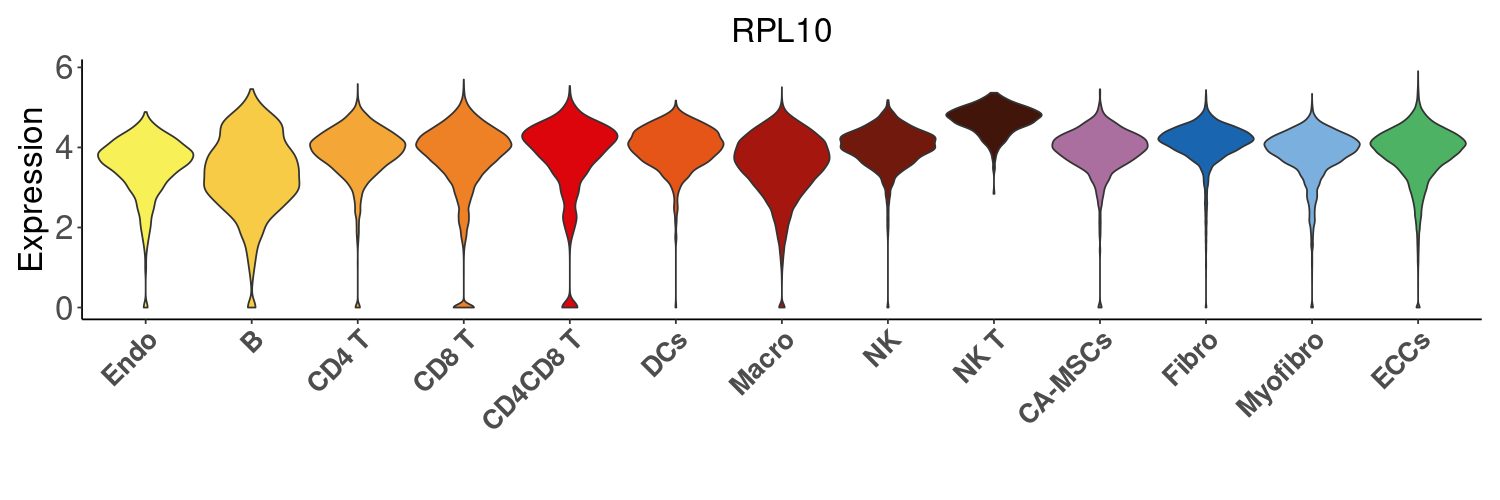 RPL10
Expression
6
4
2
0
Endo
B
CD4 T
CD8 T
CD4CD8 T
DCs
Macro
NK
NK T
CA-MSCs
Fibro
Myofibro
ECCs